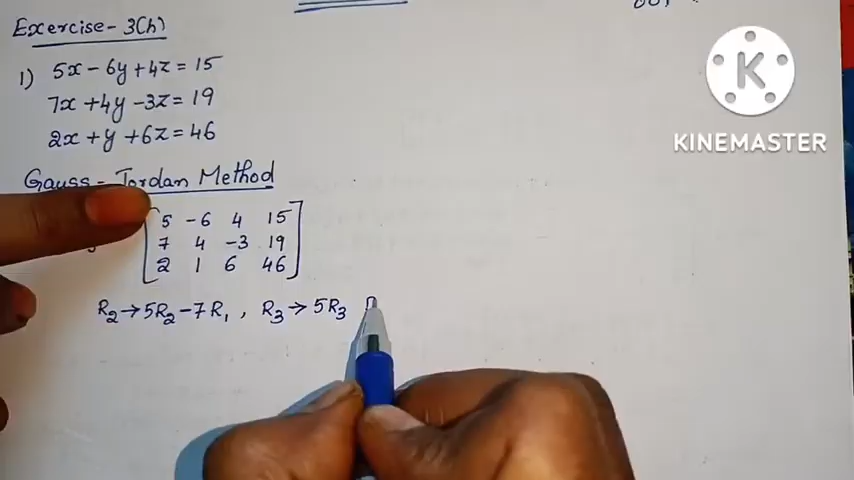 Exercise - 3(h)
1) 5x - 6y + 4z = 15
7x + 4y - 3z = 19
2x + y + 6z = 46
Gauss - Jordan Method
5 -6 4 15
7 4 -3 19
2 1 6 46
R₂ → 5R₂ - 7R₁ , R₃ → 5R₃
K
KINEMASTER